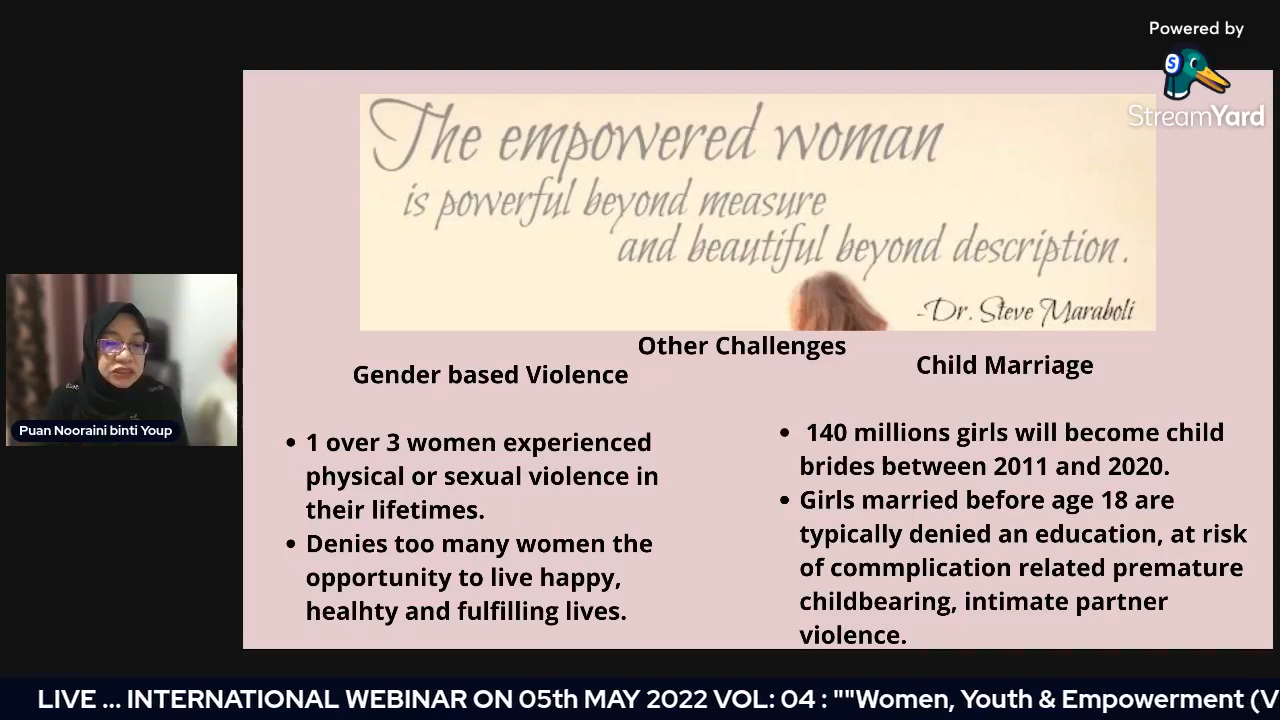 Powered by
StreamYard
The empowered woman
is powerful beyond measure
and beautiful beyond description.
-Dr. Steve Maraboli
Other Challenges
Gender based Violence
• 1 over 3 women experienced
physical or sexual violence in
their lifetimes.
• Denies too many women the
opportunity to live happy,
healhty and fulfilling lives.
Child Marriage
• 140 millions girls will become child
brides between 2011 and 2020.
• Girls married before age 18 are
typically denied an education, at risk
of commplication related premature
childbearing, intimate partner
violence.
Puan Nooraini binti Youp
LIVE ... INTERNATIONAL WEBINAR ON 05th MAY 2022 VOL: 04 : ""Women, Youth & Empowerment (V